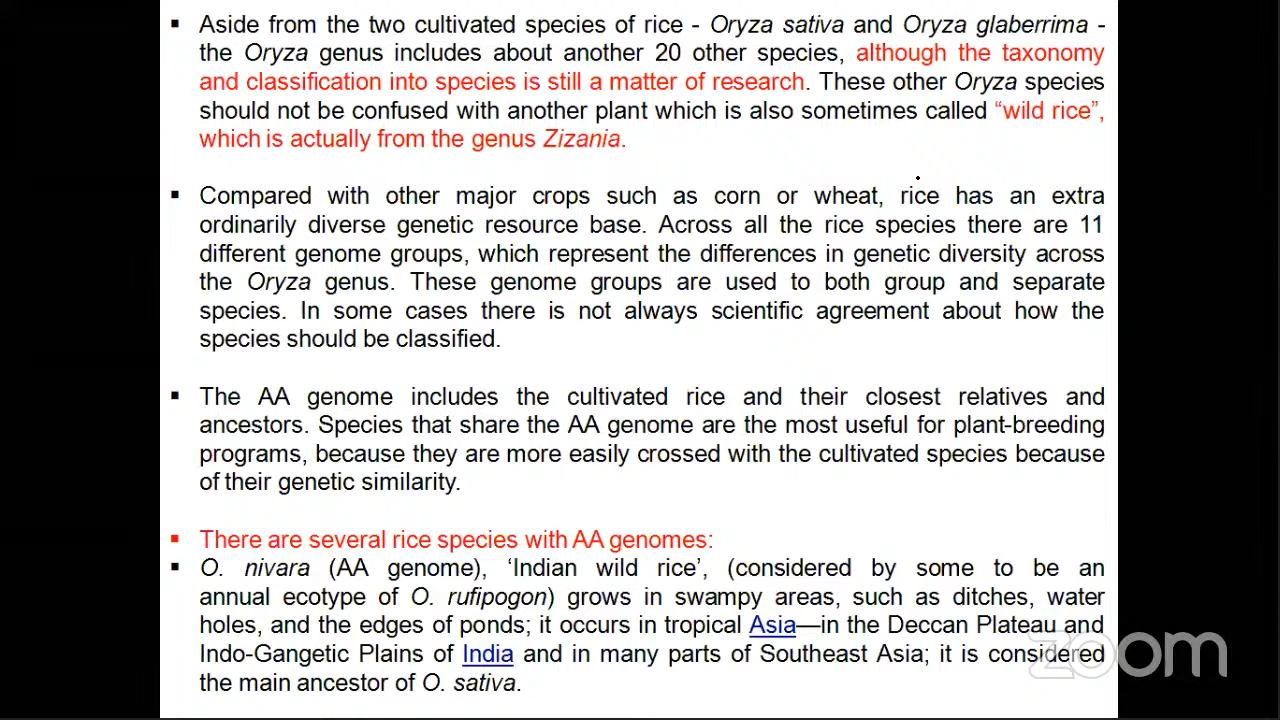 ▪ Aside from the two cultivated species of rice - Oryza sativa and Oryza glaberrima -
the Oryza genus includes about another 20 other species, although the taxonomy
and classification into species is still a matter of research. These other Oryza species
should not be confused with another plant which is also sometimes called “wild rice”,
which is actually from the genus Zizania.
▪ Compared with other major crops such as corn or wheat, rice has an extra
ordinarily diverse genetic resource base. Across all the rice species there are 11
different genome groups, which represent the differences in genetic diversity across
the Oryza genus. These genome groups are used to both group and separate
species. In some cases there is not always scientific agreement about how the
species should be classified.
▪ The AA genome includes the cultivated rice and their closest relatives and
ancestors. Species that share the AA genome are the most useful for plant-breeding
programs, because they are more easily crossed with the cultivated species because
of their genetic similarity.
▪ There are several rice species with AA genomes:
▪ O. nivara (AA genome), ‘Indian wild rice’, (considered by some to be an
annual ecotype of O. rufipogon) grows in swampy areas, such as ditches, water
holes, and the edges of ponds; it occurs in tropical Asia—in the Deccan Plateau and
Indo-Gangetic Plains of India and in many parts of Southeast Asia; it is considered
the main ancestor of O. sativa.
zoom